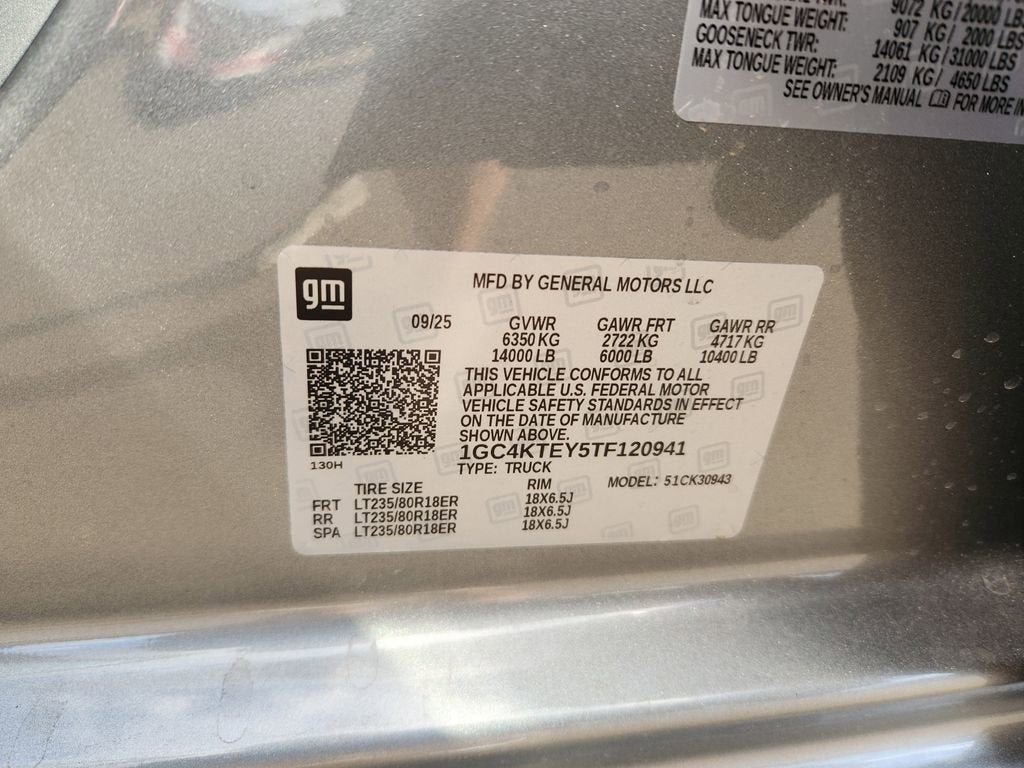 9072 KG/20000 LBS
MAX TONGUE WEIGHT: 907 KG/ 2000 LBS
GOOSENECK TWR: 14061 KG/31000 LBS
MAX TONGUE WEIGHT: 2109 KG/ 4650 LBS
SEE OWNER'S MANUAL FOR MORE IN
gm
MFD BY GENERAL MOTORS LLC
09/25 GVWR GAWR FRT GAWR RR
6350 KG 2722 KG 4717 KG
14000 LB 6000 LB 10400 LB
THIS VEHICLE CONFORMS TO ALL
APPLICABLE U.S. FEDERAL MOTOR
VEHICLE SAFETY STANDARDS IN EFFECT
ON THE DATE OF MANUFACTURE
SHOWN ABOVE.
1GC4KTEY5TF120941
130H
TYPE: TRUCK MODEL: 51CK30943
TIRE SIZE RIM
FRT LT235/80R18ER 18X6.5J
RR LT235/80R18ER 18X6.5J
SPA LT235/80R18ER 18X6.5J